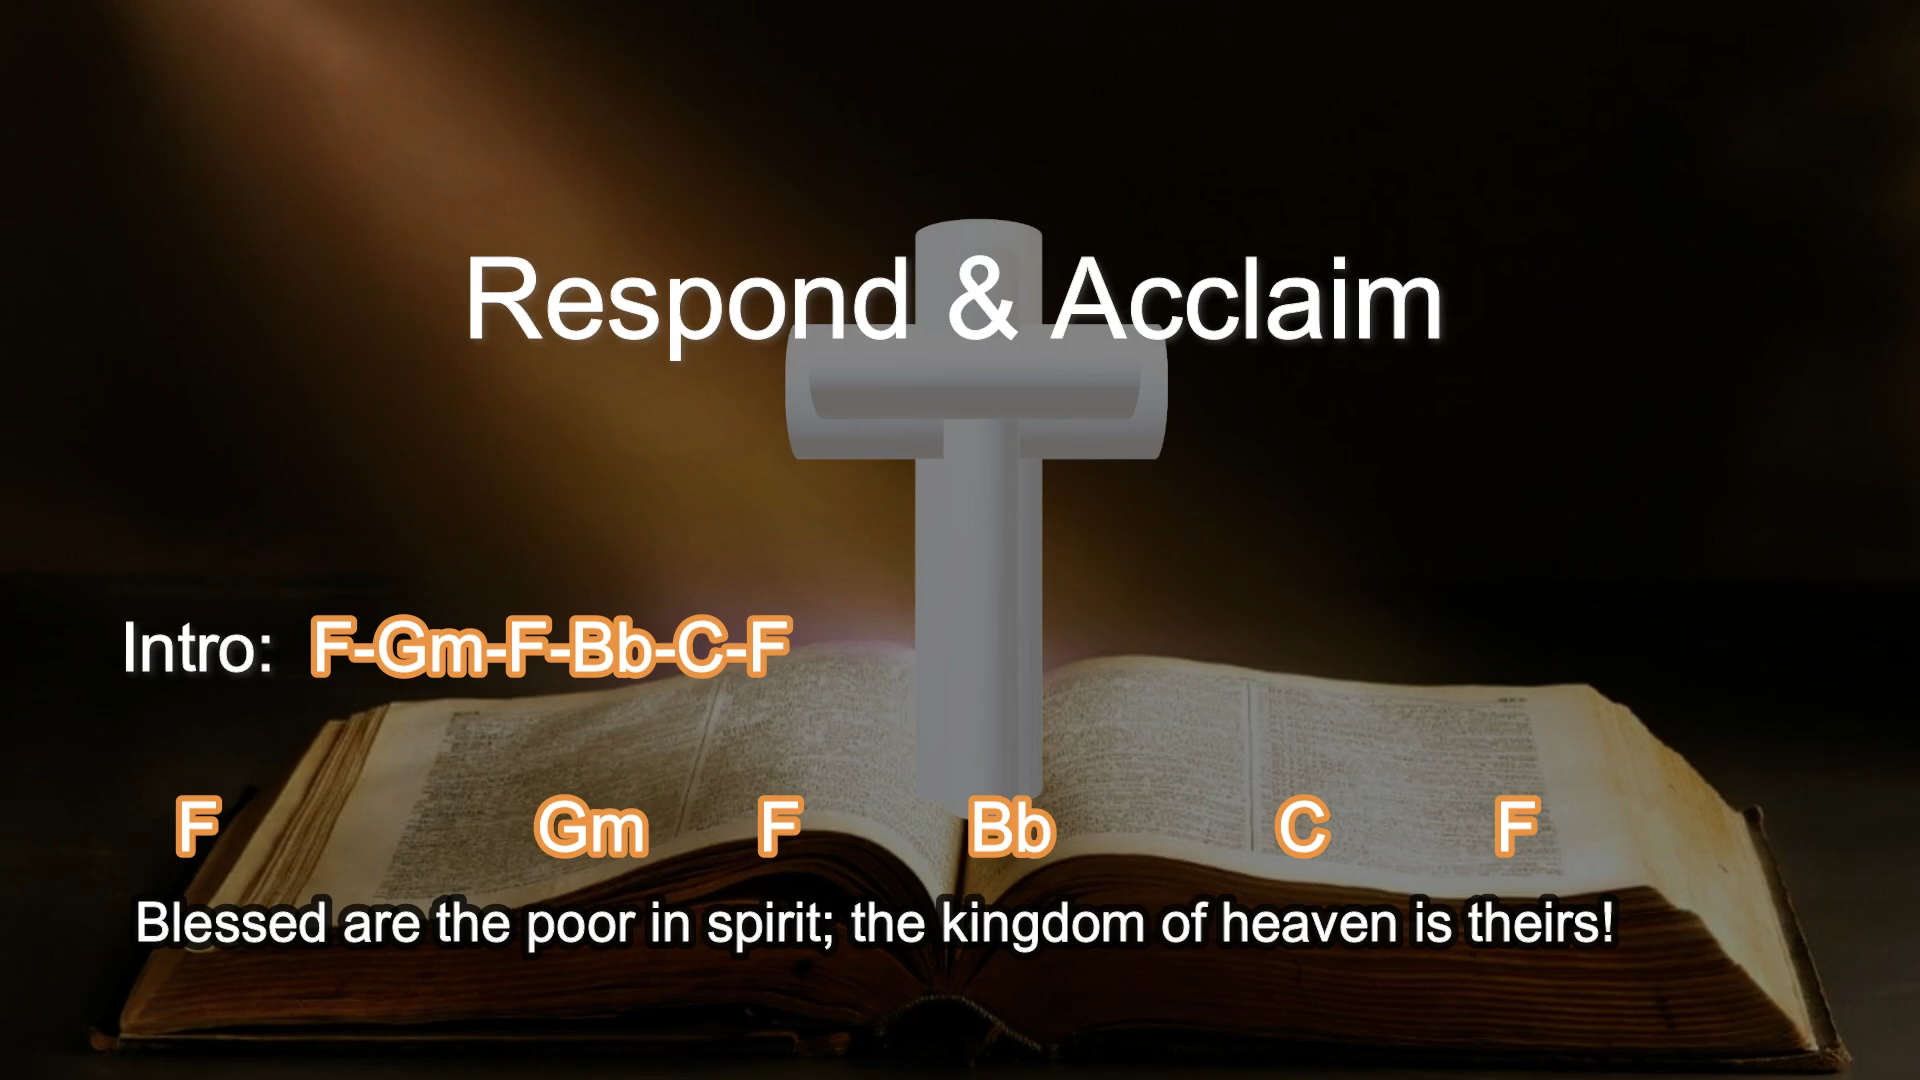 Respond & Acclaim
Intro: F-Gm-F-Bb-C-F
F Gm F Bb C F
Blessed are the poor in spirit; the kingdom of heaven is theirs!